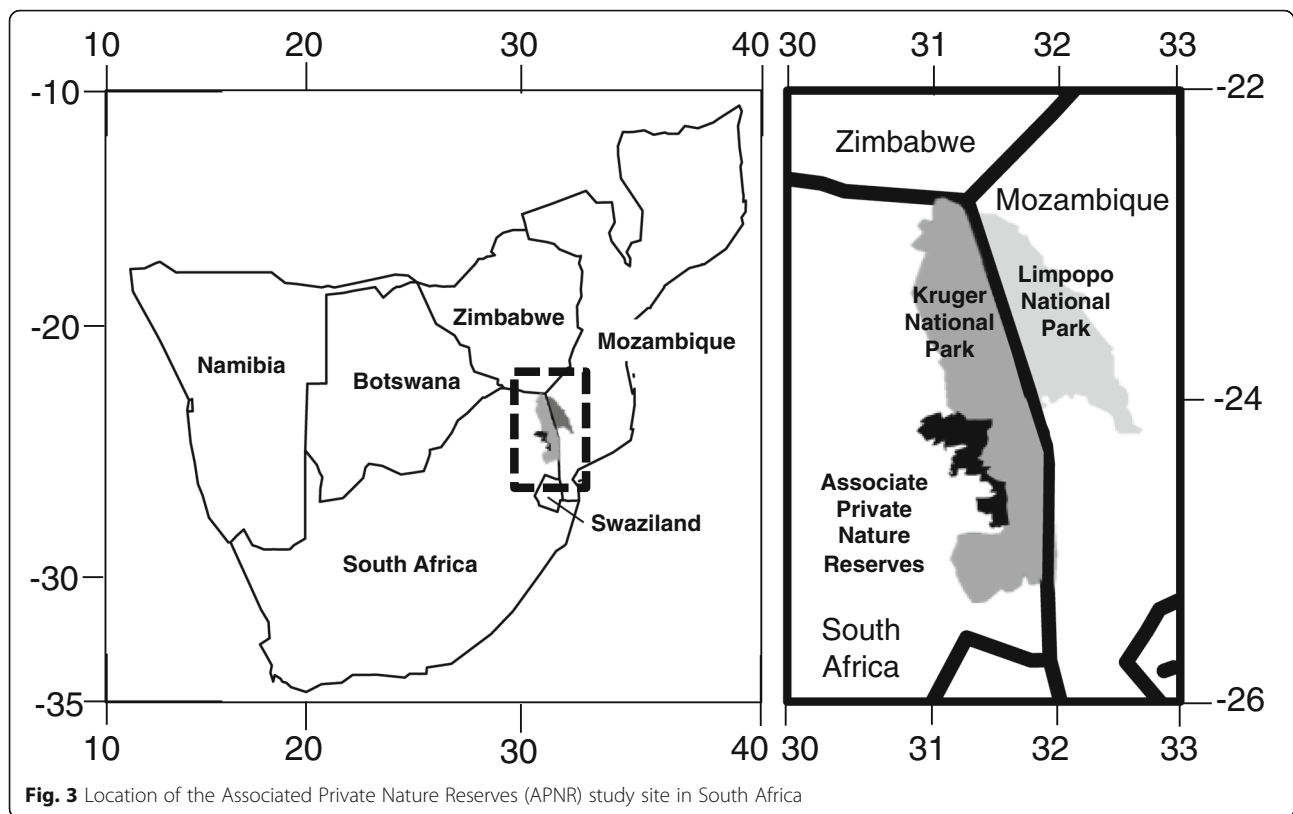 10 20 30 40
-10
-20
-30
-35
Zimbabwe
Mozambique
Namibia
Botswana
Swaziland
South Africa
10 20 30 40
30 31 32 33
-22
Zimbabwe
Mozambique
Limpopo
National
Park
Kruger
National
Park
-24
Associate
Private
Nature
Reserves
South
Africa
-26
30 31 32 33
Fig. 3 Location of the Associated Private Nature Reserves (APNR) study site in South Africa